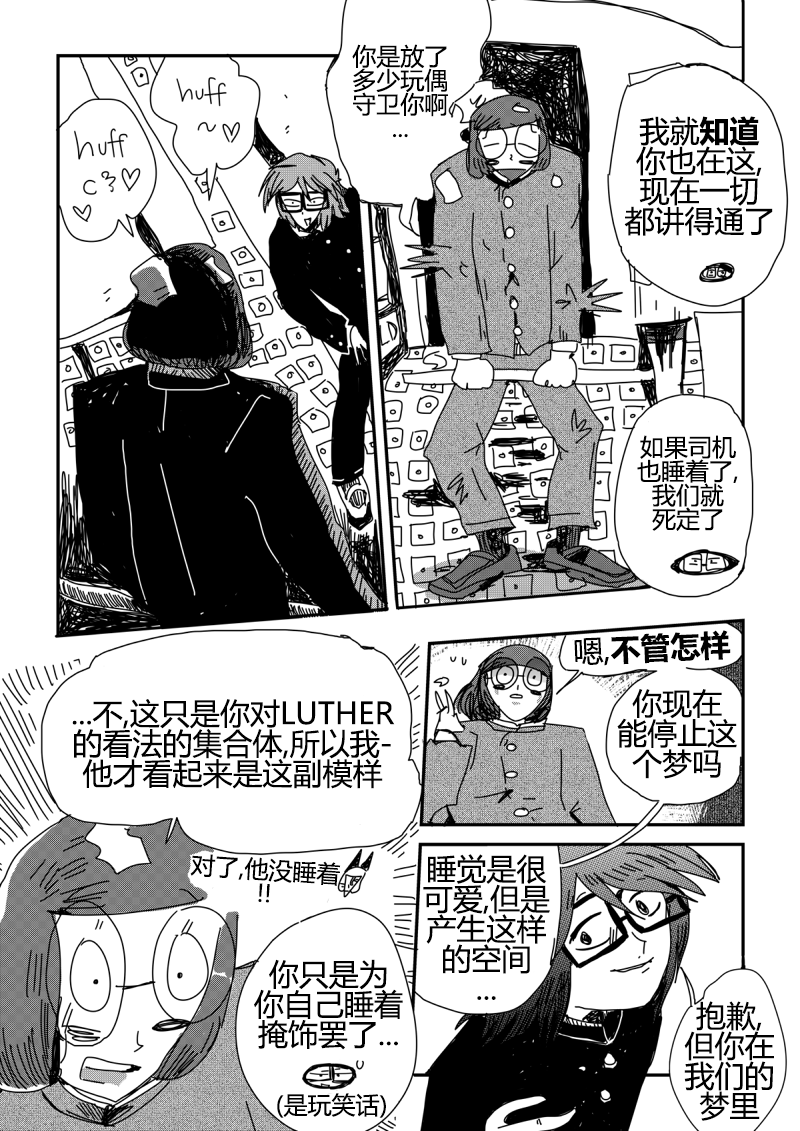 huff
~♡
huff
♡ ♡
你是放了
多少玩偶
守卫你啊
...
我就知道
你也在这,
现在一切
都讲得通了
如果司机
也睡着了,
我们就
死定了
...不,这只是你对LUTHER
的看法的集合体,所以我-
他才看起来是这副模样
对了,他没睡着
!!
你只是为
你自己睡着
掩饰罢了...
(是玩笑话)
嗯,不管怎样
你现在
能停止这
个梦吗
睡觉是很
可爱,但是
产生这样
的空间
...
抱歉,
但你在
我们的
梦里